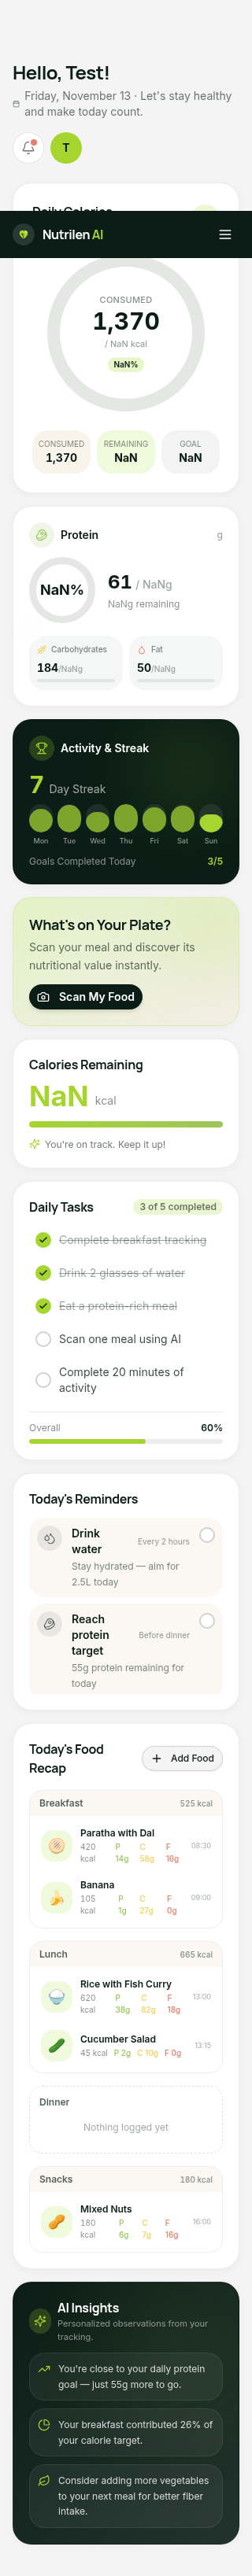 Hello, Test!
Friday, November 13 · Let's stay healthy
and make today count.
T
Nutrilen AI
CONSUMED
1,370
/ NaN kcal
NaN%
CONSUMED
1,370
REMAINING
NaN
GOAL
NaN
Protein
g
NaN%
61 / NaNg
NaNg remaining
Carbohydrates
184/NaNg
Fat
50/NaNg
Activity & Streak
7 Day Streak
Mon Tue Wed Thu Fri Sat Sun
Goals Completed Today 3/5
What's on Your Plate?
Scan your meal and discover its
nutritional value instantly.
Scan My Food
Calories Remaining
NaN kcal
You're on track. Keep it up!
Daily Tasks
3 of 5 completed
Complete breakfast tracking
Drink 2 glasses of water
Eat a protein-rich meal
Scan one meal using AI
Complete 20 minutes of
activity
Overall 60%
Today's Reminders
Drink
water
Every 2 hours
Stay hydrated — aim for
2.5L today
Reach
protein
target
Before dinner
55g protein remaining for
today
Today's Food
Recap
Add Food
Breakfast 525 kcal
Paratha with Dal
420
kcal
P
14g
C
58g
F
16g
08:30
Banana
105
kcal
P
1g
C
27g
F
0g
09:00
Lunch 665 kcal
Rice with Fish Curry
620
kcal
P
38g
C
82g
F
18g
13:00
Cucumber Salad
45 kcal P 2g C 10g F 0g 13:15
Dinner
Nothing logged yet
Snacks 180 kcal
Mixed Nuts
180
kcal
P
6g
C
7g
F
16g
16:00
AI Insights
Personalized observations from your
tracking.
You're close to your daily protein
goal — just 55g more to go.
Your breakfast contributed 26% of
your calorie target.
Consider adding more vegetables
to your next meal for better fiber
intake.